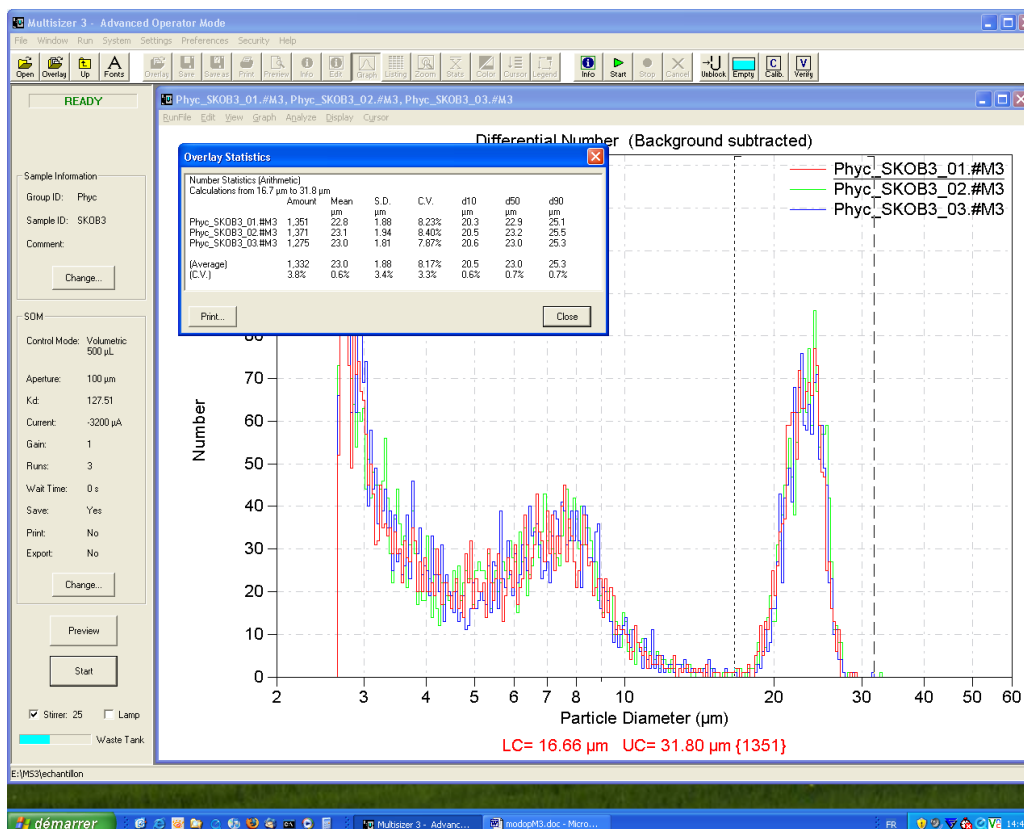 Multisizer 3 - Advanced Operator Mode
File Window Run System Settings Preferences Security Help
Open Overlay Up Fonts Overlay Save Save as Print Preview Info Edit Graph Listing Zoom Stats Color Cursor Legend Info Start Stop Cancel Unblock Empty Calib. Verify
READY
Sample Information
Group ID: Phyc
Sample ID: SKOB3
Comment:
Change...
SOM
Control Mode: Volumetric
500 µL
Aperture: 100 µm
Kd: 127.51
Current: -3200 µA
Gain: 1
Runs: 3
Wait Time: 0 s
Save: Yes
Print: No
Export: No
Change...
Preview
Start
Stirrer: 25 Lamp
Waste Tank
E:\MS3\echantillon
Phyc_SKOB3_01.#M3, Phyc_SKOB3_02.#M3, Phyc_SKOB3_03.#M3
RunFile Edit View Graph Analyze Display Cursor
Differential Number (Background subtracted)
Phyc_SKOB3_01.#M3
Phyc_SKOB3_02.#M3
Phyc_SKOB3_03.#M3
Overlay Statistics
Number Statistics (Arithmetic)
Calculations from 16.7 µm to 31.8 µm
Amount Mean S.D. C.V. d10 d50 d90
µm µm µm µm µm
Phyc_SKOB3_01.#M3 1,351 22.8 1.88 8.23% 20.3 22.9 25.1
Phyc_SKOB3_02.#M3 1,371 23.1 1.94 8.40% 20.5 23.2 25.5
Phyc_SKOB3_03.#M3 1,275 23.0 1.81 7.87% 20.6 23.0 25.3
(Average) 1,332 23.0 1.88 8.17% 20.5 23.0 25.3
(C.V.) 3.8% 0.6% 3.4% 3.3% 0.6% 0.7% 0.7%
Print... Close
80
70
60
50
40
30
20
10
0
Number
2 3 4 5 6 7 8 10 20 30 40 50 60
Particle Diameter (µm)
LC= 16.66 µm UC= 31.80 µm {1351}
démarrer Multisizer 3 - Advanc... modopM3.doc - Micro... FR 14:4